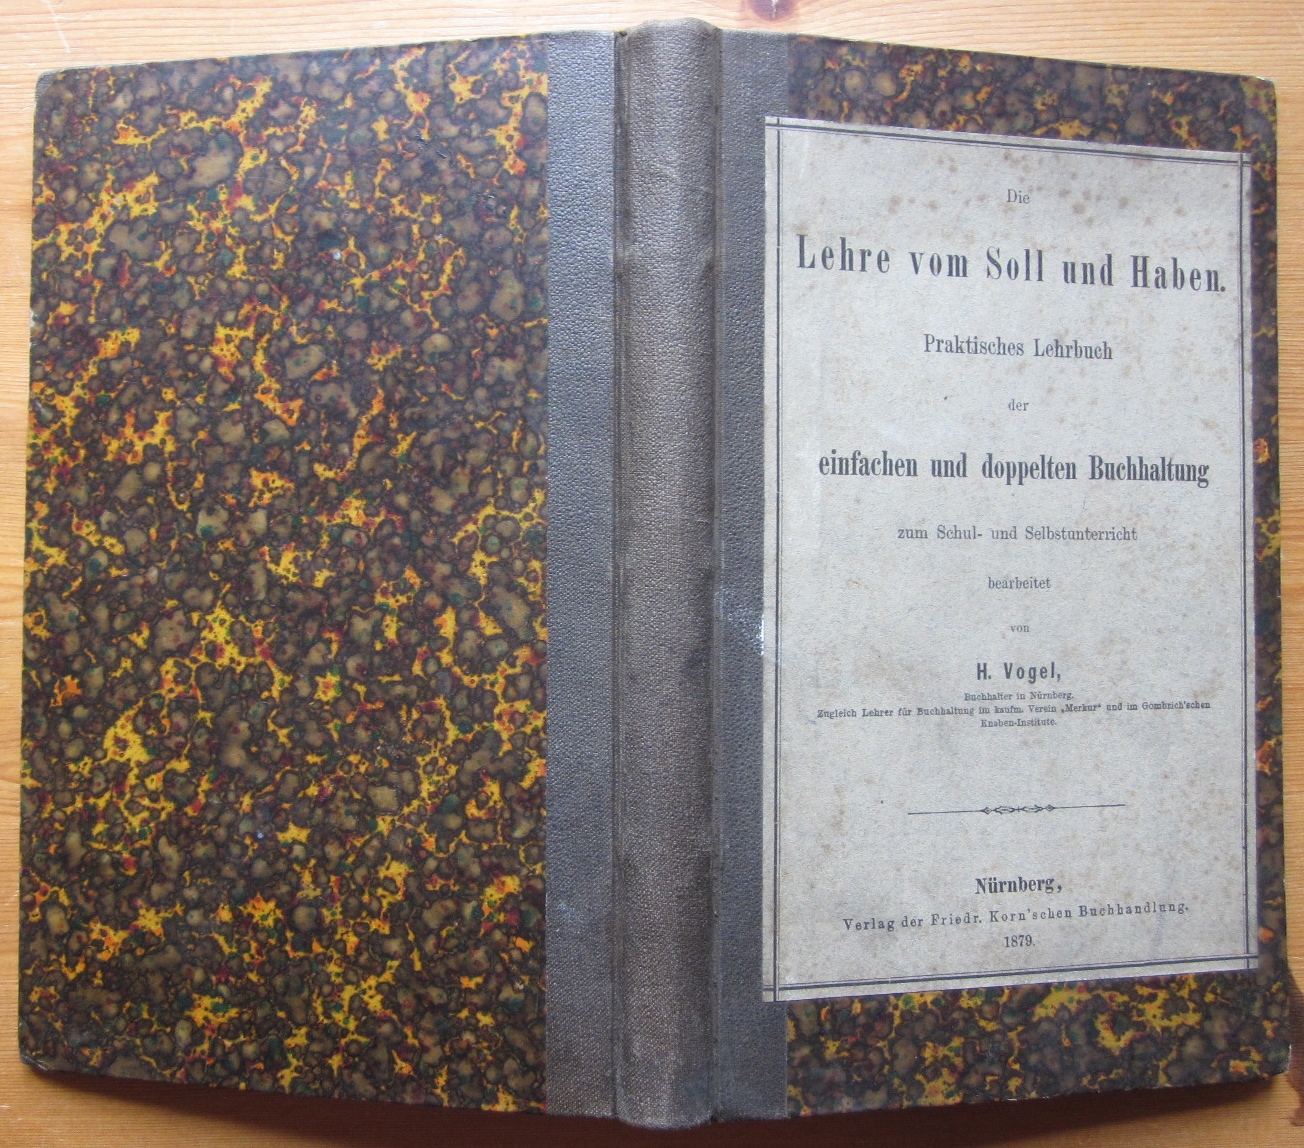 Die
Lehre vom Soll und Haben.
Praktisches Lehrbuch
der
einfachen und doppelten Buchhaltung
zum Schul- und Selbstunterricht
bearbeitet
von
H. Vogel,
Buchhalter in Nürnberg.
Zugleich Lehrer für Buchhaltung im kaufm. Verein „Merkur“ und im Gombrich'schen
Knaben-Institute.
Nürnberg,
Verlag der Friedr. Korn'schen Buchhandlung.
1879.